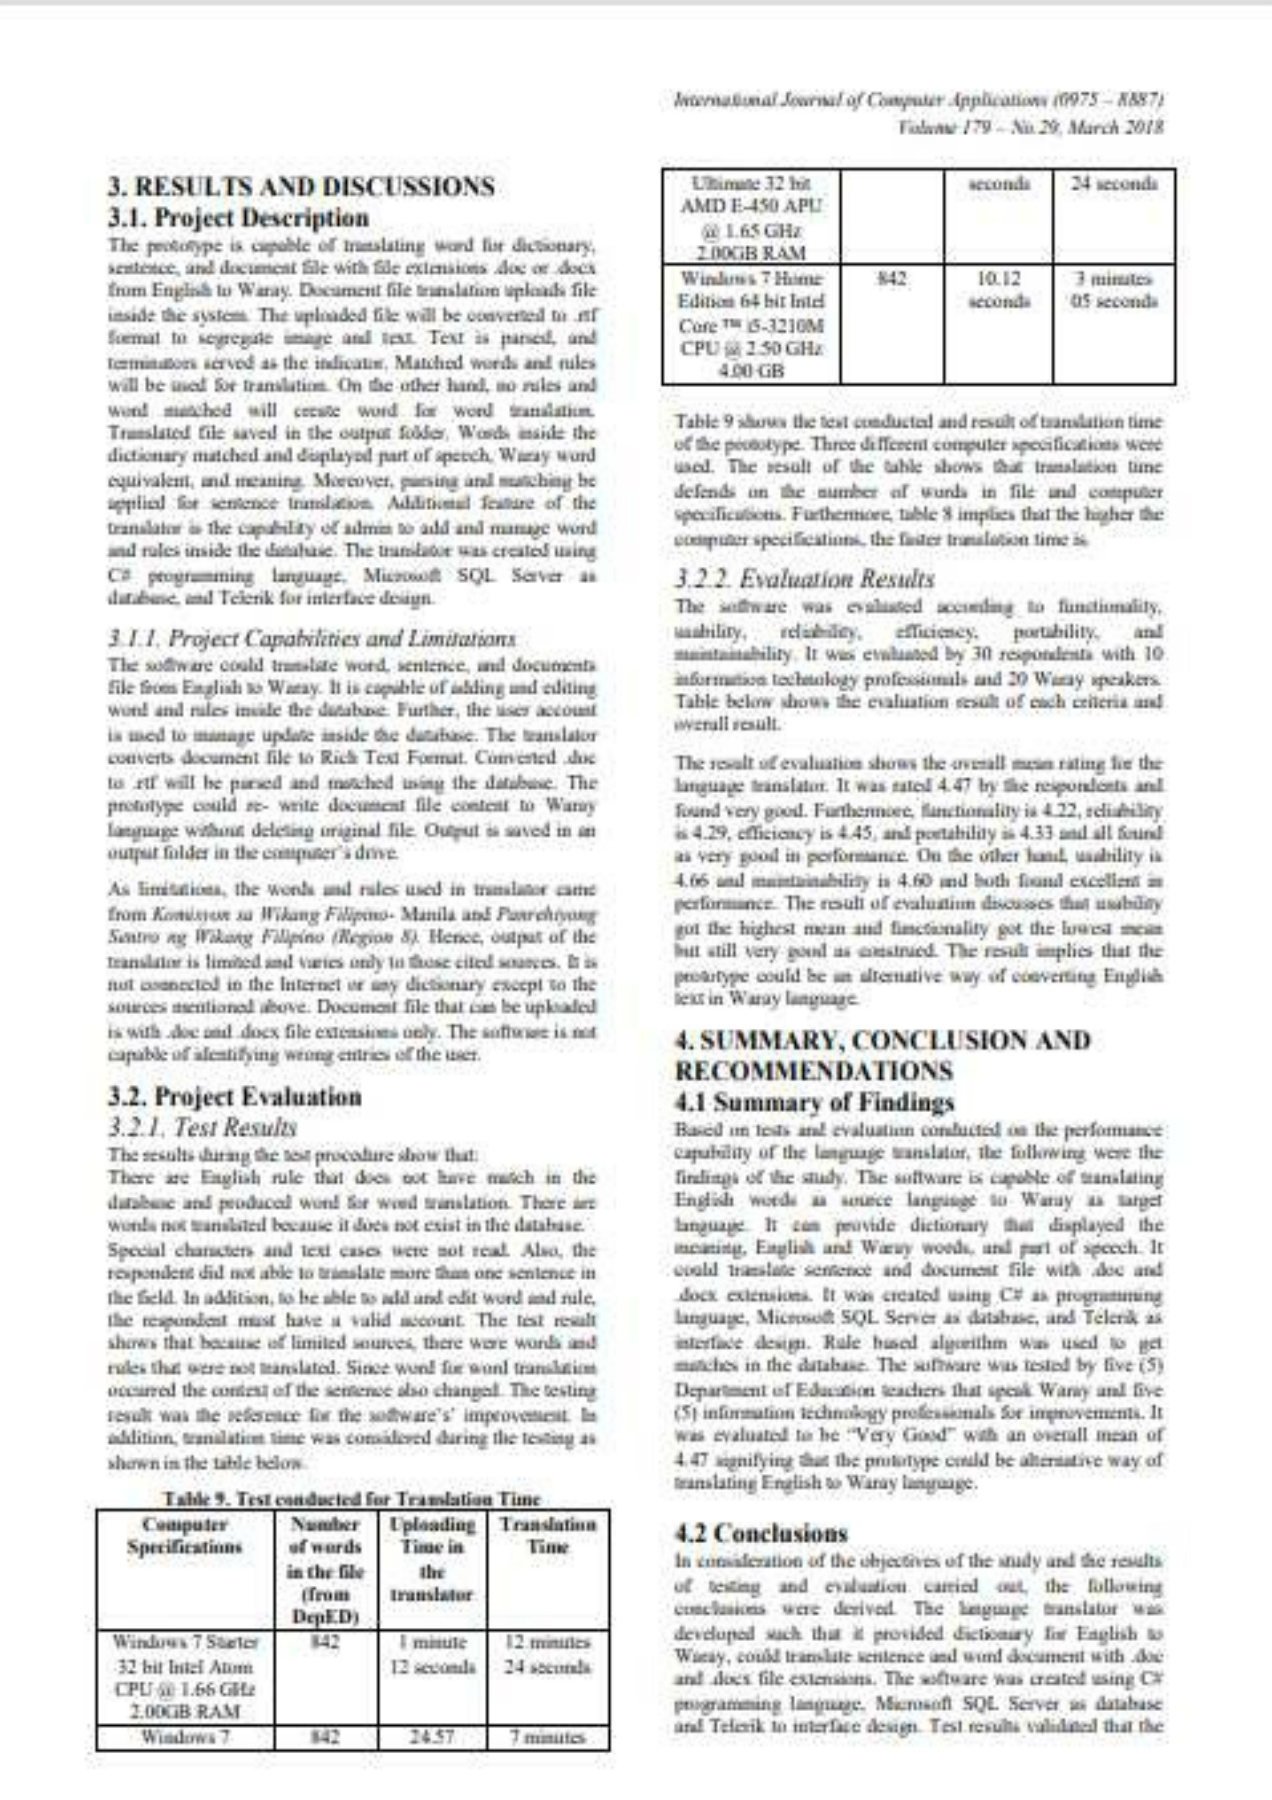 International Journal of Computer Applications (0975 – 8887)
Volume 179 – No.29, March 2018
3. RESULTS AND DISCUSSIONS
3.1. Project Description
The prototype is capable of translating word for dictionary,
sentence, and document file with file extensions .doc or .docx
from English to Waray. Document file translation uploads file
inside the system. The uploaded file will be converted to .rtf
format to segregate image and text. Text is parsed, and
terminators served as the indicator. Matched words and rules
will be used for translation. On the other hand, no rules and
word matched will create word for word translation.
Translated file saved in the output folder. Words inside the
dictionary matched and displayed part of speech, Waray word
equivalent, and meaning. Moreover, parsing and matching be
applied for sentence translation. Additional feature of the
translator is the capability of admin to add and manage word
and rules inside the database. The translator was created using
C# programming language, Microsoft SQL Server as
database, and Telerik for interface design.
3.1.1. Project Capabilities and Limitations
The software could translate word, sentence, and documents
file from English to Waray. It is capable of adding and editing
word and rules inside the database. Further, the user account
is used to manage update inside the database. The translator
converts document file to Rich Text Format. Converted .doc
to .rtf will be parsed and matched using the database. The
prototype could re- write document file content to Waray
language without deleting original file. Output is saved in an
output folder in the computer's drive.
As limitations, the words and rules used in translator came
from Komisyon sa Wikang Filipino- Manila and Panrehiyong
Sentro ng Wikang Filipino (Region 8). Hence, output of the
translator is limited and varies only to those cited sources. It is
not connected in the Internet or any dictionary except to the
sources mentioned above. Document file that can be uploaded
is with .doc and .docx file extensions only. The software is not
capable of identifying wrong entries of the user.
3.2. Project Evaluation
3.2.1. Test Results
The results during the test procedure show that:
There are English rule that does not have match in the
database and produced word for word translation. There are
words not translated because it does not exist in the database.
Special characters and text cases were not read. Also, the
respondent did not able to translate more than one sentence in
the field. In addition, to be able to add and edit word and rule,
the respondent must have a valid account. The test result
shows that because of limited sources, there were words and
rules that were not translated. Since word for word translation
occurred the context of the sentence also changed. The testing
result was the reference for the software's' improvement. In
addition, translation time was considered during the testing as
shown in the table below.
Table 9. Test conducted for Translation Time
Computer Number Uploading Translation
Specifications of words Time in Time
in the file the
(from translator
DepED)
Windows 7 Starter 842 1 minute 12 minutes
32 bit Intel Atom 12 seconds 24 seconds
CPU @ 1.66 GHz
2.00GB RAM
Windows 7 842 24.57 7 minutes
Ultimate 32 bit seconds 24 seconds
AMD E-450 APU
@ 1.65 GHz
2.00GB RAM
Windows 7 Home 842 10.12 3 minutes
Edition 64 bit Intel seconds 05 seconds
Core ™ i5-3210M
CPU @ 2.50 GHz
4.00 GB
Table 9 shows the test conducted and result of translation time
of the prototype. Three different computer specifications were
used. The result of the table shows that translation time
defends on the number of words in file and computer
specifications. Furthermore, table 8 implies that the higher the
computer specifications, the faster translation time is.
3.2.2. Evaluation Results
The software was evaluated according to functionality,
usability, reliability, efficiency, portability, and
maintainability. It was evaluated by 30 respondents with 10
information technology professionals and 20 Waray speakers.
Table below shows the evaluation result of each criteria and
overall result.
The result of evaluation shows the overall mean rating for the
language translator. It was rated 4.47 by the respondents and
found very good. Furthermore, functionality is 4.22, reliability
is 4.29, efficiency is 4.45, and portability is 4.33 and all found
as very good in performance. On the other hand, usability is
4.66 and maintainability is 4.60 and both found excellent in
performance. The result of evaluation discusses that usability
got the highest mean and functionality got the lowest mean
but still very good as construed. The result implies that the
prototype could be an alternative way of converting English
text in Waray language.
4. SUMMARY, CONCLUSION AND
RECOMMENDATIONS
4.1 Summary of Findings
Based on tests and evaluation conducted on the performance
capability of the language translator, the following were the
findings of the study. The software is capable of translating
English words as source language to Waray as target
language. It can provide dictionary that displayed the
meaning, English and Waray words, and part of speech. It
could translate sentence and document file with .doc and
.docx extensions. It was created using C# as programming
language, Microsoft SQL Server as database, and Telerik as
interface design. Rule based algorithm was used to get
matches in the database. The software was tested by five (5)
Department of Education teachers that speak Waray and five
(5) information technology professionals for improvements. It
was evaluated to be "Very Good" with an overall mean of
4.47 signifying that the prototype could be alternative way of
translating English to Waray language.
4.2 Conclusions
In consideration of the objectives of the study and the results
of testing and evaluation carried out, the following
conclusions were derived. The language translator was
developed such that it provided dictionary for English to
Waray, could translate sentence and word document with .doc
and .docx file extensions. The software was created using C#
programming language, Microsoft SQL Server as database
and Telerik to interface design. Test results validated that the